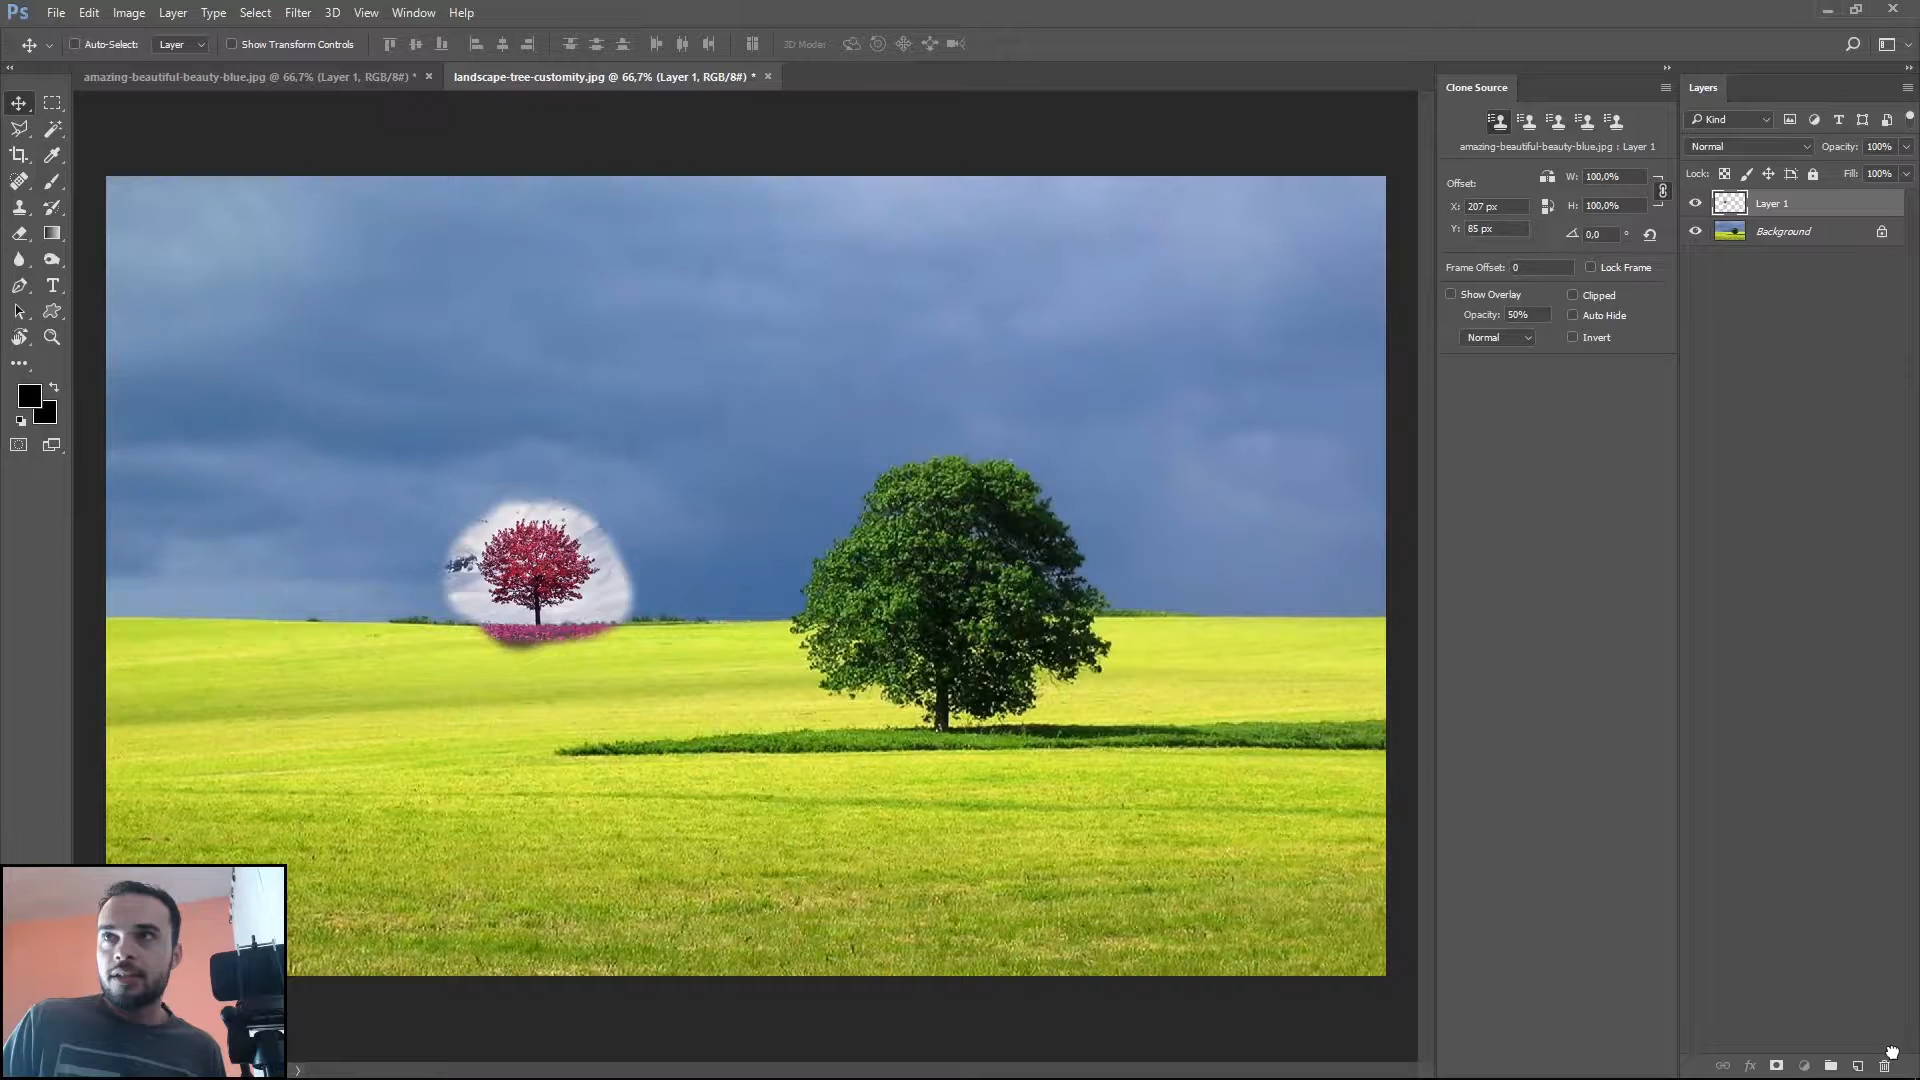 Ps File Edit Image Layer Type Select Filter 3D View Window Help
Auto-Select: Layer Show Transform Controls 3D Mode:
amazing-beautiful-beauty-blue.jpg @ 66,7% (Layer 1, RGB/8#) * landscape-tree-customity.jpg @ 66,7% (Layer 1, RGB/8#) *
Clone Source
amazing-beautiful-beauty-blue.jpg : Layer 1
Offset:
W: 100,0%
X: 207 px
H: 100,0%
Y: 85 px
0,0 °
Frame Offset: 0 Lock Frame
Show Overlay Clipped
Opacity: 50% Auto Hide
Normal Invert
Layers
Kind
Normal Opacity: 100%
Lock: Fill: 100%
Layer 1
Background